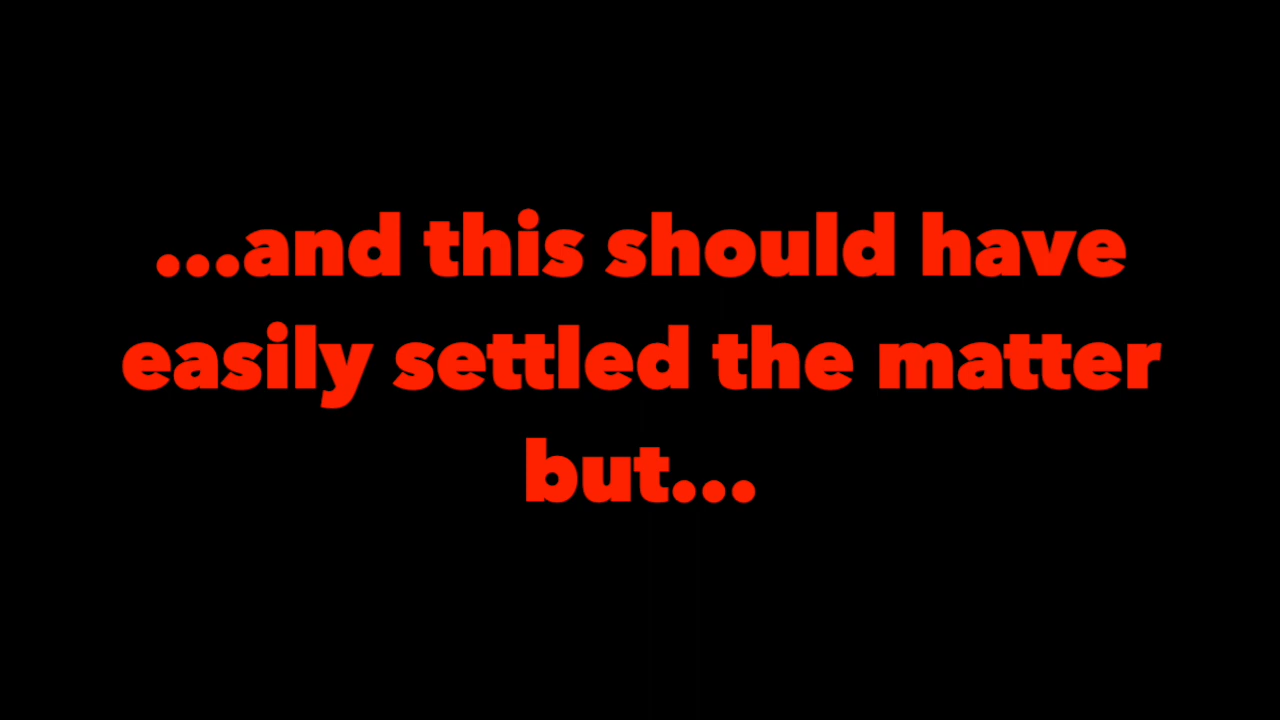 ...and this should have
easily settled the matter
but...